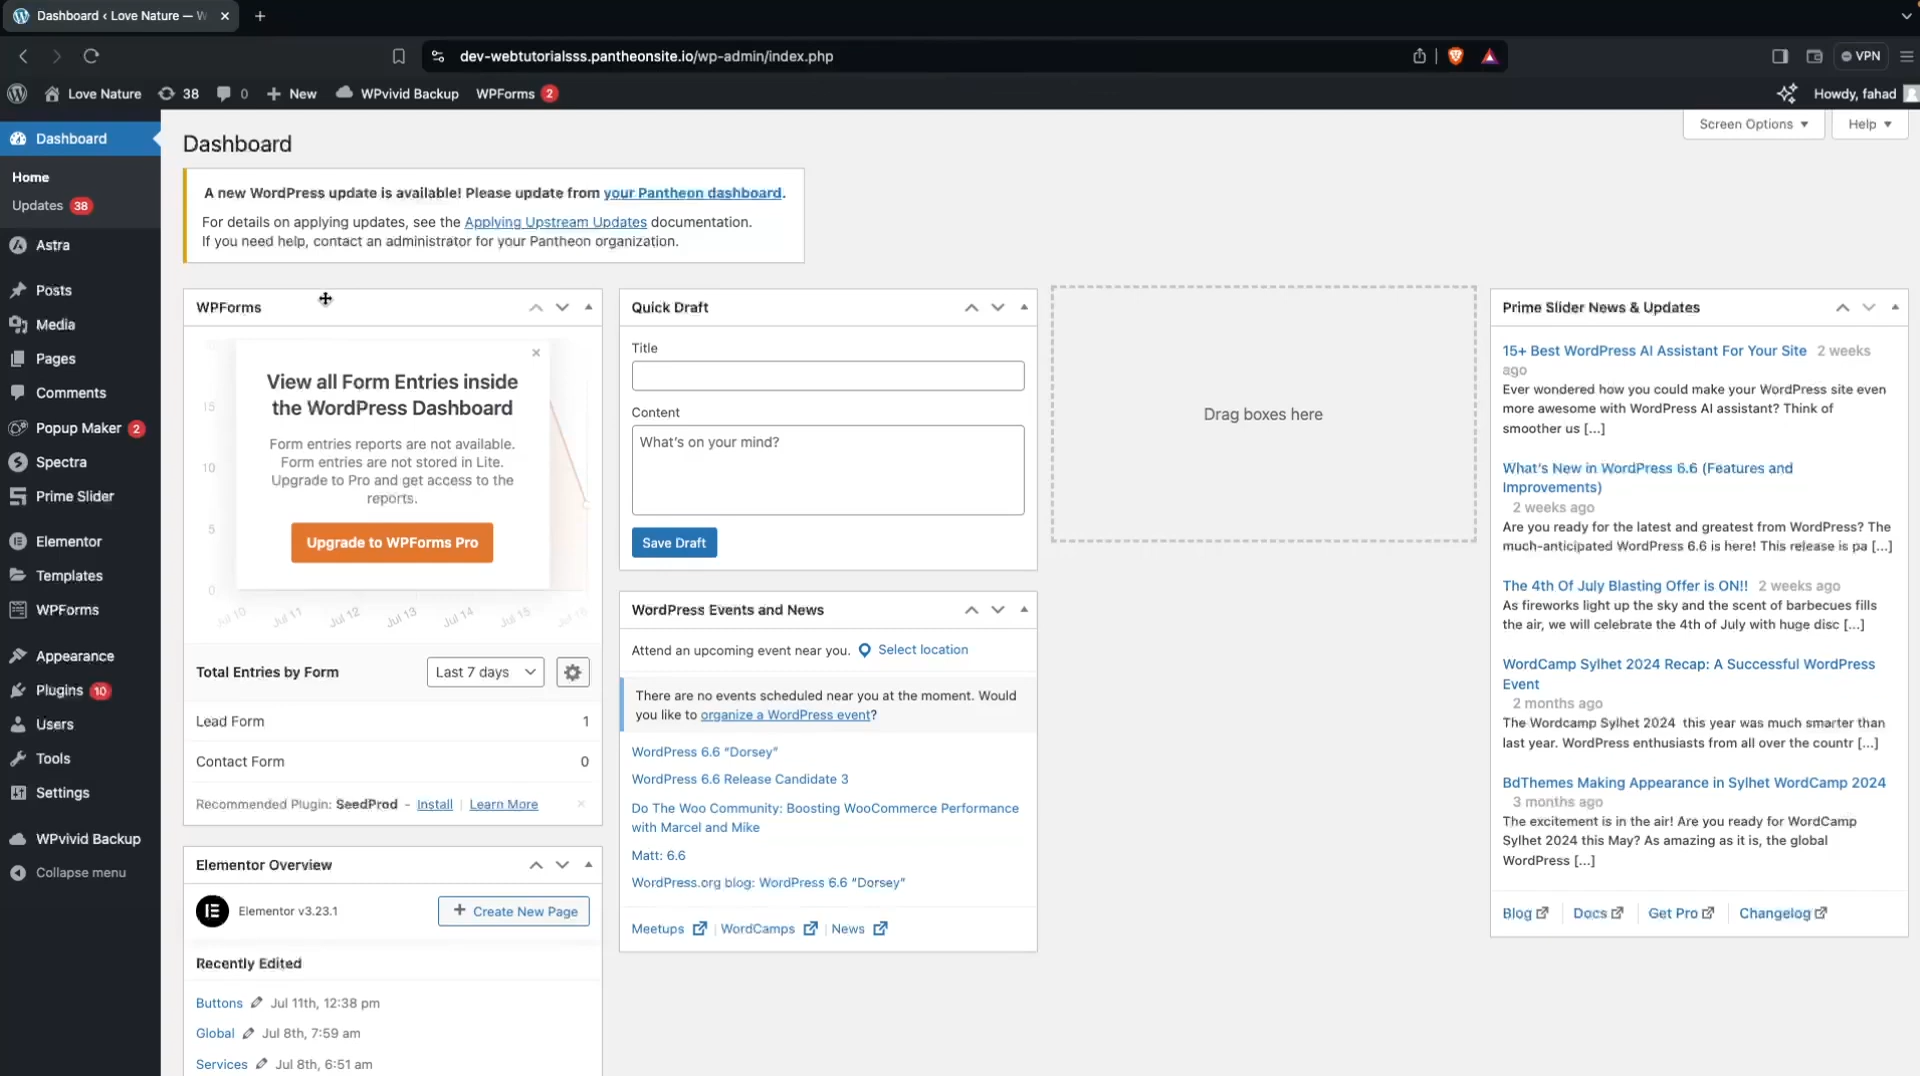 Dashboard ‹ Love Nature — W
dev-webtutorialsss.pantheonsite.io/wp-admin/index.php
VPN
Love Nature
38
0
New
WPvivid Backup
WPForms 2
Howdy, fahad
Dashboard
Home
Updates 38
Astra
Posts
Media
Pages
Comments
Popup Maker 2
Spectra
Prime Slider
Elementor
Templates
WPForms
Appearance
Plugins 10
Users
Tools
Settings
WPvivid Backup
Collapse menu
Dashboard
Screen Options
Help
A new WordPress update is available! Please update from your Pantheon dashboard.
For details on applying updates, see the Applying Upstream Updates documentation.
If you need help, contact an administrator for your Pantheon organization.
WPForms
View all Form Entries inside
the WordPress Dashboard
Form entries reports are not available.
Form entries are not stored in Lite.
Upgrade to Pro and get access to the
reports.
Upgrade to WPForms Pro
15
10
5
0
Jul 10
Jul 11
Jul 12
Jul 13
Jul 14
Jul 15
Jul 16
Total Entries by Form
Last 7 days
Lead Form 1
Contact Form 0
Recommended Plugin: SeedProd - Install | Learn More
Elementor Overview
Elementor v3.23.1
Create New Page
Recently Edited
Buttons Jul 11th, 12:38 pm
Global Jul 8th, 7:59 am
Services Jul 8th, 6:51 am
Quick Draft
Title
Content
What's on your mind?
Save Draft
WordPress Events and News
Attend an upcoming event near you. Select location
There are no events scheduled near you at the moment. Would
you like to organize a WordPress event?
WordPress 6.6 “Dorsey”
WordPress 6.6 Release Candidate 3
Do The Woo Community: Boosting WooCommerce Performance
with Marcel and Mike
Matt: 6.6
WordPress.org blog: WordPress 6.6 “Dorsey”
Meetups | WordCamps | News
Drag boxes here
Prime Slider News & Updates
15+ Best WordPress AI Assistant For Your Site 2 weeks
ago
Ever wondered how you could make your WordPress site even
more awesome with WordPress AI assistant? Think of
smoother us [...]
What's New in WordPress 6.6 (Features and
Improvements)
2 weeks ago
Are you ready for the latest and greatest from WordPress? The
much-anticipated WordPress 6.6 is here! This release is pa [...]
The 4th Of July Blasting Offer is ON!! 2 weeks ago
As fireworks light up the sky and the scent of barbecues fills
the air, we will celebrate the 4th of July with huge disc [...]
WordCamp Sylhet 2024 Recap: A Successful WordPress
Event
2 months ago
The Wordcamp Sylhet 2024 this year was much smarter than
last year. WordPress enthusiasts from all over the countr [...]
BdThemes Making Appearance in Sylhet WordCamp 2024
3 months ago
The excitement is in the air! Are you ready for WordCamp
Sylhet 2024 this May? As amazing as it is, the global
WordPress [...]
Blog
Docs
Get Pro
Changelog